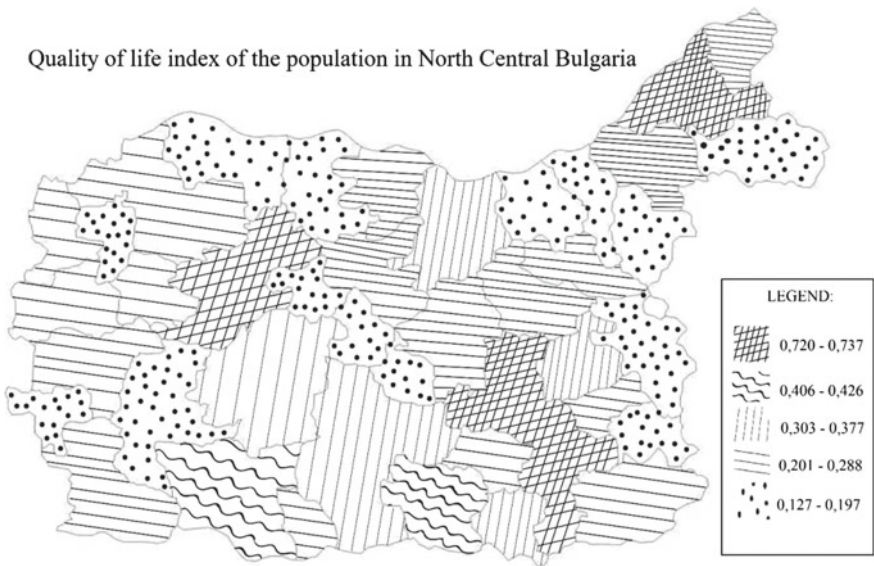 Quality of life index of the population in North Central Bulgaria
LEGEND:
0,720 - 0,737
0,406 - 0,426
0,303 - 0,377
0,201 - 0,288
0,127 - 0,197